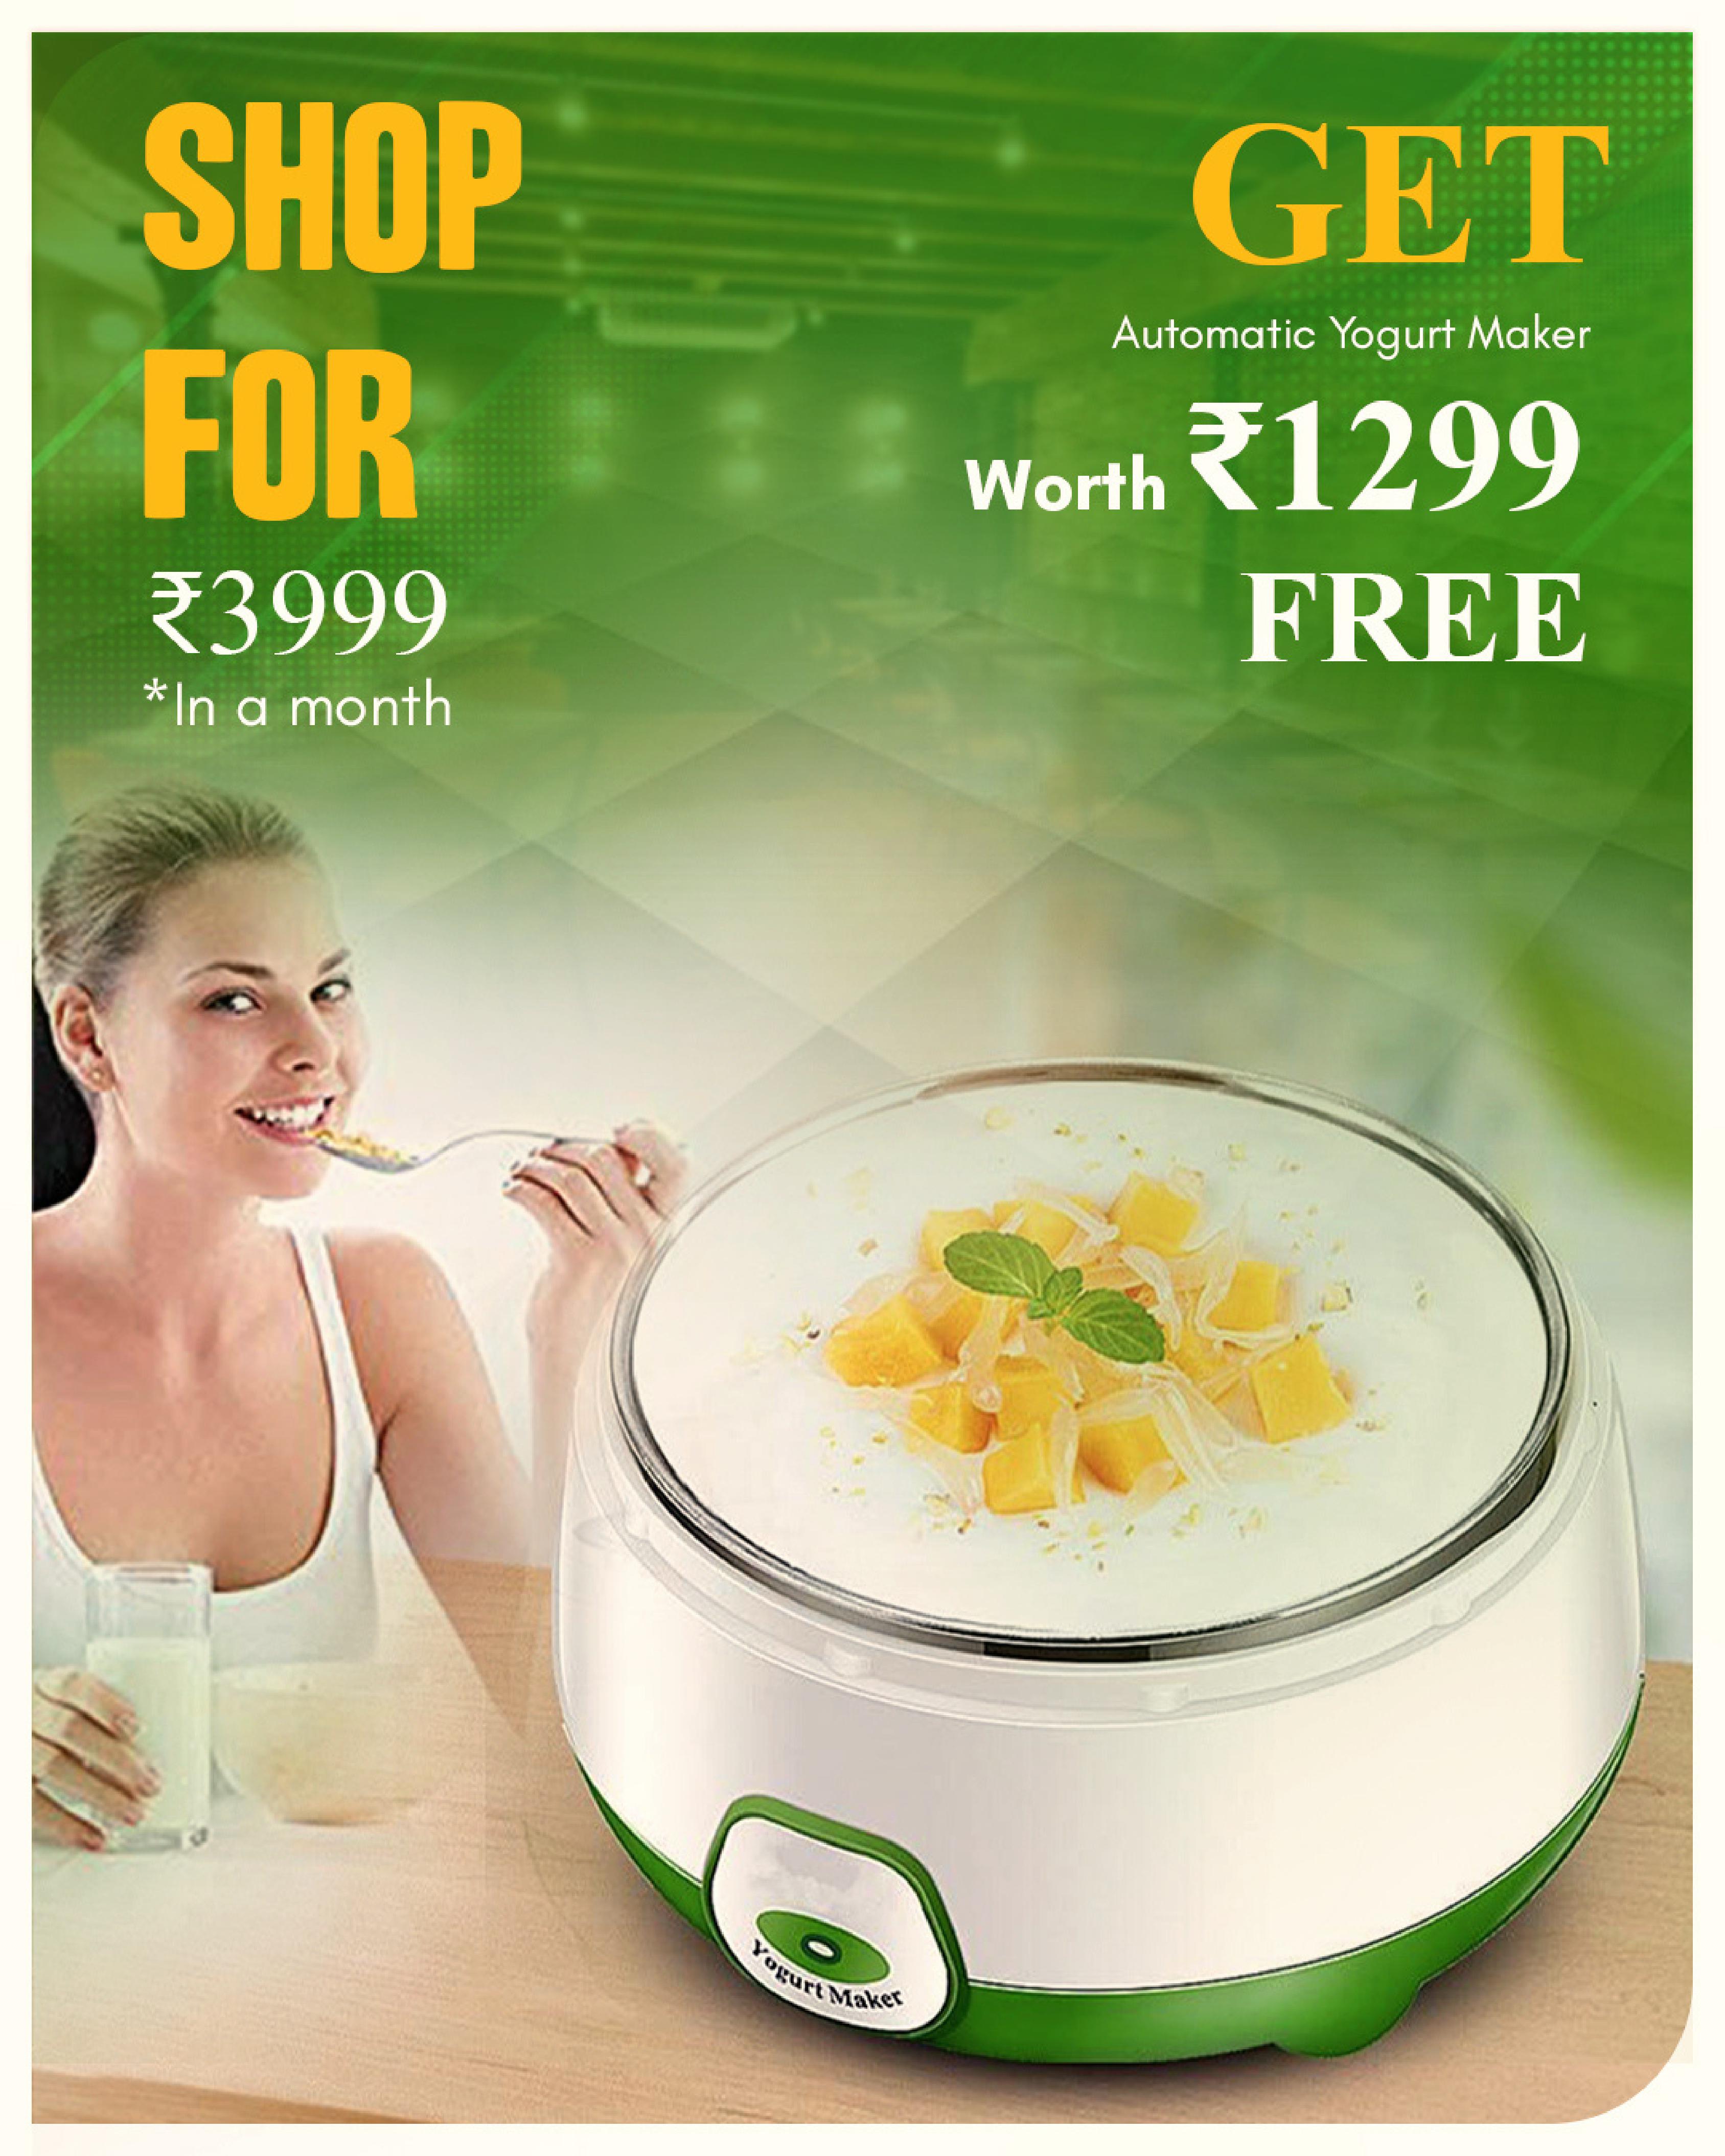 SHOP
FOR
₹3999
*In a month
GET
Automatic Yogurt Maker
Worth ₹1299
FREE
Yogurt Maker